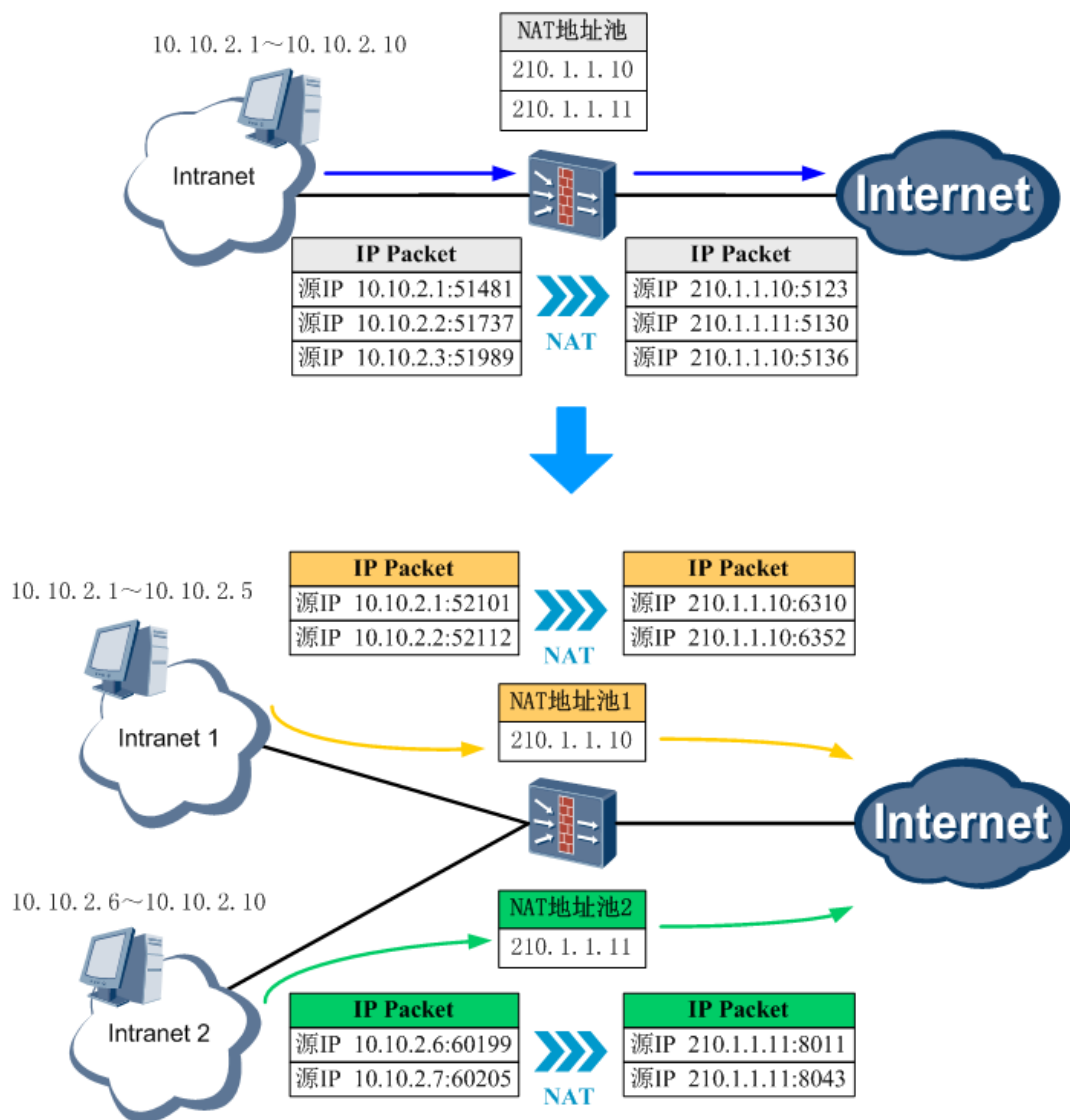 10.10.2.1～10.10.2.10
NAT地址池
210.1.1.10
210.1.1.11
Intranet
Internet
IP Packet
源IP 10.10.2.1:51481
源IP 10.10.2.2:51737
源IP 10.10.2.3:51989
NAT
IP Packet
源IP 210.1.1.10:5123
源IP 210.1.1.11:5130
源IP 210.1.1.10:5136
10.10.2.1～10.10.2.5
IP Packet
源IP 10.10.2.1:52101
源IP 10.10.2.2:52112
NAT
IP Packet
源IP 210.1.1.10:6310
源IP 210.1.1.10:6352
Intranet 1
NAT地址池1
210.1.1.10
Internet
10.10.2.6～10.10.2.10
NAT地址池2
210.1.1.11
Intranet 2
IP Packet
源IP 10.10.2.6:60199
源IP 10.10.2.7:60205
NAT
IP Packet
源IP 210.1.1.11:8011
源IP 210.1.1.11:8043